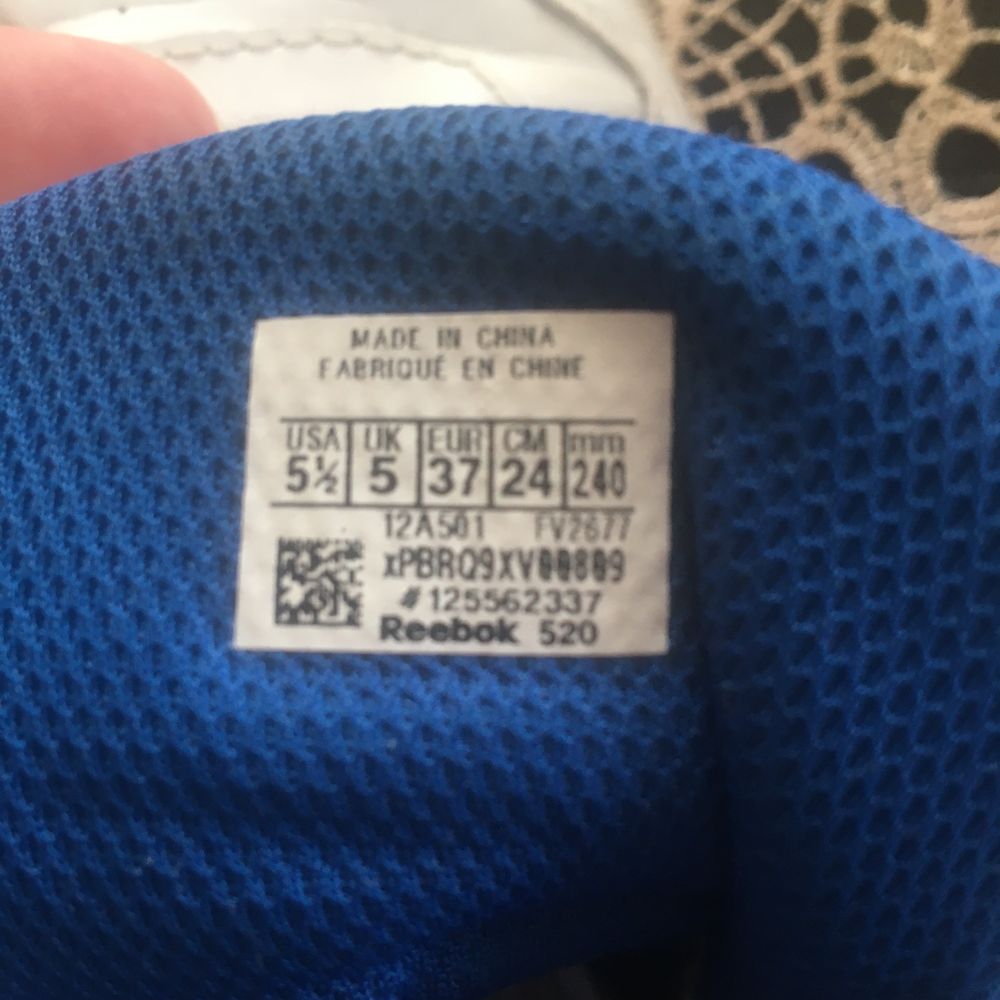 MADE IN CHINA
FABRIQUÉ EN CHINE
USA UK EUR CM mm
5½ 5 37 24 240
12A501 FV2677
xPBRQ9XV00809
#125562337
Reebok 520